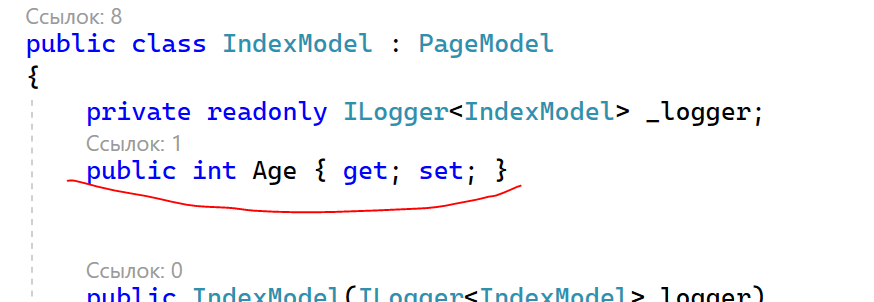 Ссылок: 8
public class IndexModel : PageModel
{
private readonly ILogger<IndexModel> _logger;
Ссылок: 1
public int Age { get; set; }
Ссылок: 0
public IndexModel(ILogger<IndexModel> logger)